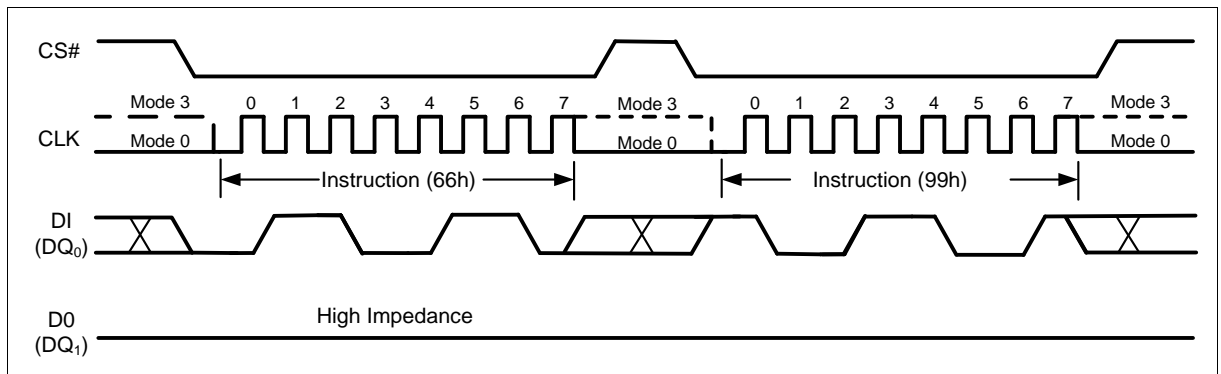 CS#
Mode 3 0 1 2 3 4 5 6 7 Mode 3 0 1 2 3 4 5 6 7 Mode 3
CLK
Mode 0 Mode 0 Mode 0
Instruction (66h) Instruction (99h)
DI
(DQ₀)
D0 High Impedance
(DQ₁)